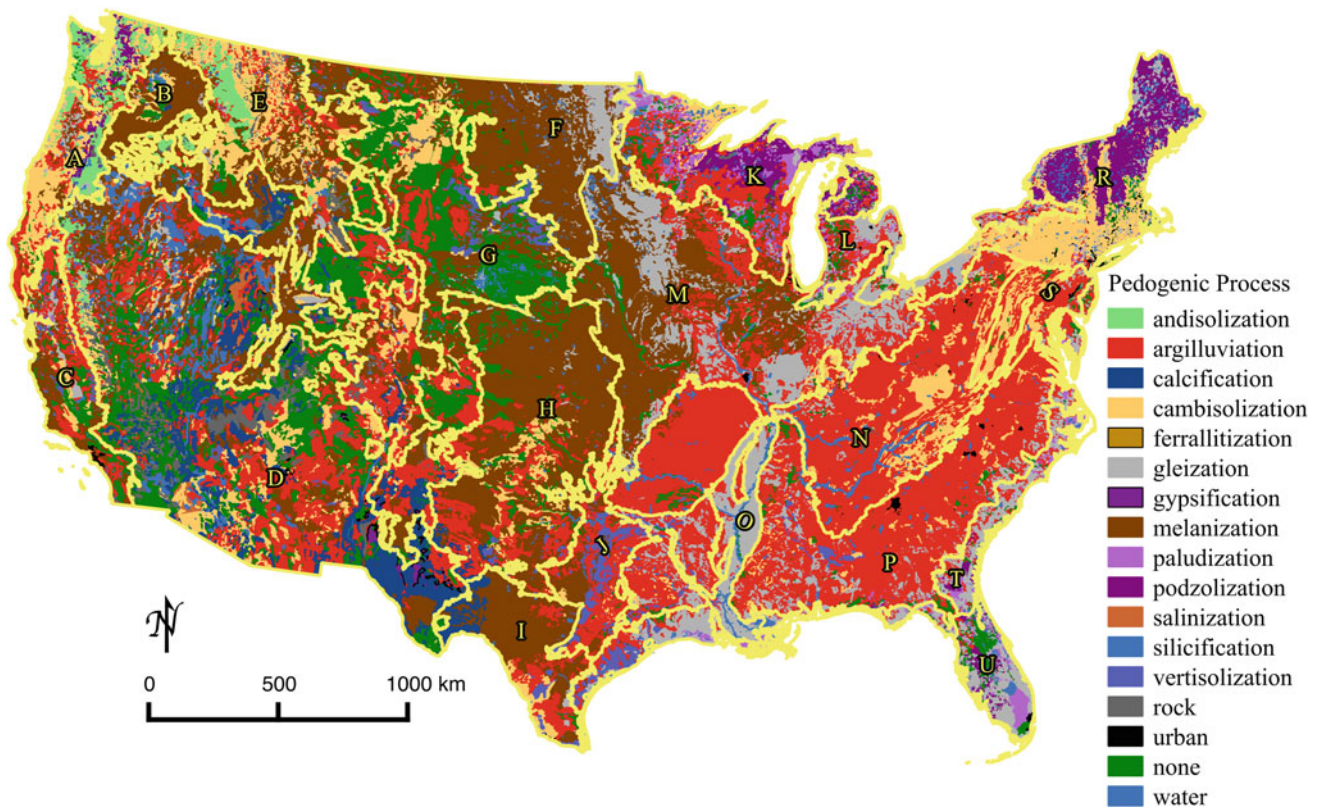 B
E
F
A
K
R
L
G
M
S
C
H
N
D
O
J
P
T
I
U
N
0 500 1000 km
Pedogenic Process
andisolization
argilluviation
calcification
cambisolization
ferrallitization
gleization
gypsification
melanization
paludization
podzolization
salinization
silicification
vertisolization
rock
urban
none
water